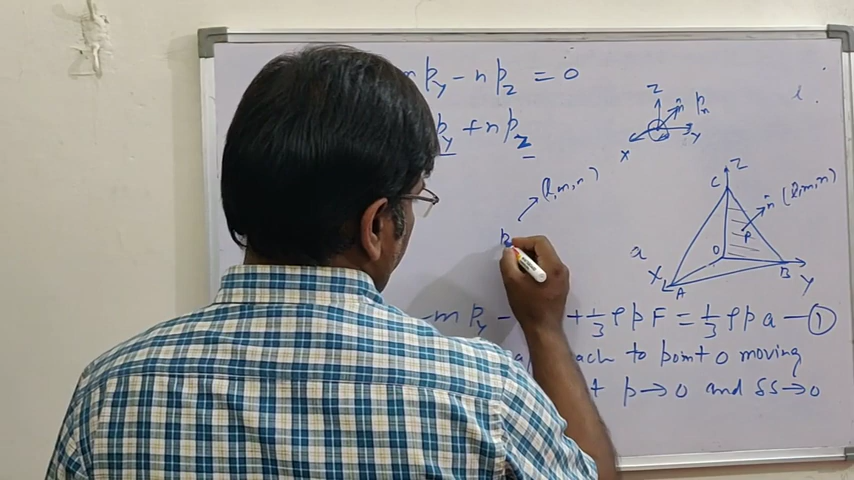 p_y - n p_z = 0
p_y + n p_z
(l, m, n)
p
Z
n̂ p_n
Y
X
l.
C Z
n̂ (l, m, n)
p
O
a
X
A
B
Y
- m p_y - + 1/3 ρ p F = 1/3 ρ p a — ①
ach to point O moving
t p → 0 and δS → 0